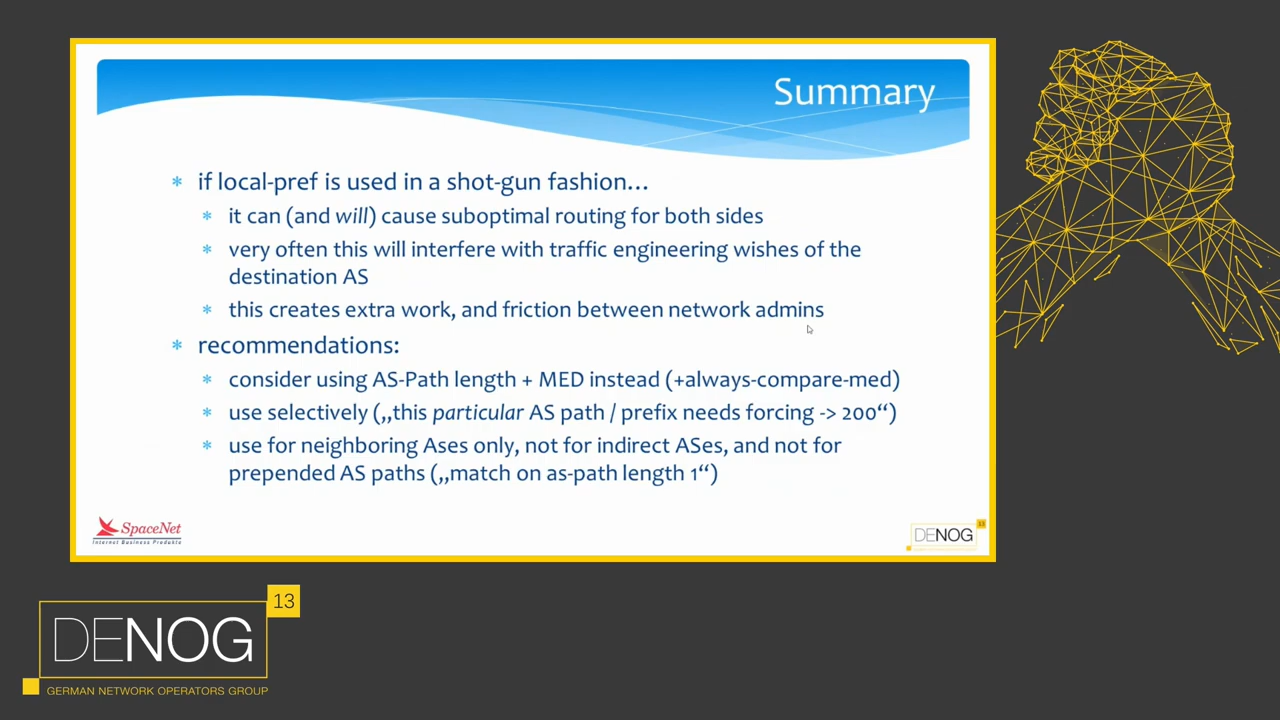 Summary
* if local-pref is used in a shot-gun fashion…
* it can (and will) cause suboptimal routing for both sides
* very often this will interfere with traffic engineering wishes of the
destination AS
* this creates extra work, and friction between network admins
* recommendations:
* consider using AS-Path length + MED instead (+always-compare-med)
* use selectively („this particular AS path / prefix needs forcing -> 200“)
* use for neighboring Ases only, not for indirect ASes, and not for
prepended AS paths („match on as-path length 1“)
SpaceNet
Internet Business Produkte
DENOG
13
DENOG
13
GERMAN NETWORK OPERATORS GROUP